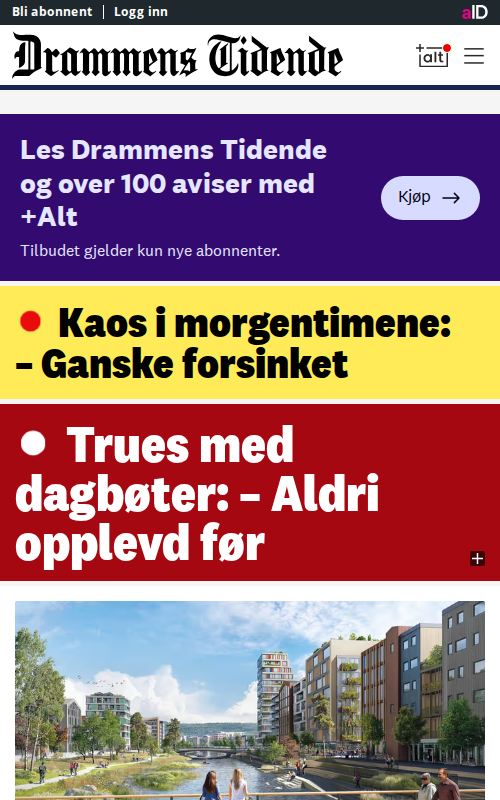 Bli abonnent | Logg inn
aID
Drammens Tidende
+alt
Les Drammens Tidende
og over 100 aviser med
+Alt
Kjøp →
Tilbudet gjelder kun nye abonnenter.
Kaos i morgentimene:
– Ganske forsinket
Trues med
dagbøter: – Aldri
opplevd før
+